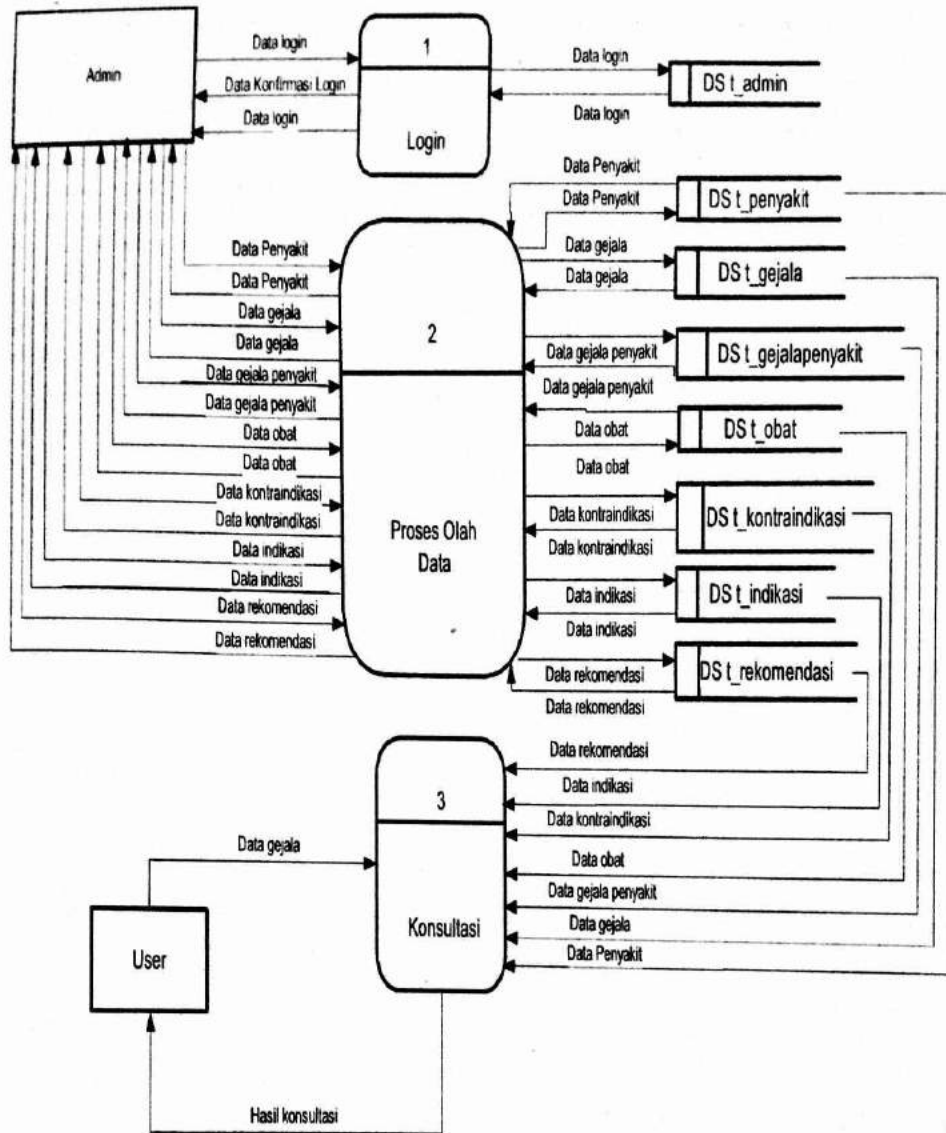 Admin
Data login
Data Konfirmasi Login
Data login
1
Login
Data login
Data login
DS t_admin
Data Penyakit
Data Penyakit
Data gejala
Data gejala
Data gejala penyakit
Data gejala penyakit
Data obat
Data obat
Data kontraindikasi
Data kontraindikasi
Data indikasi
Data indikasi
Data rekomendasi
Data rekomendasi
2
Proses Olah
Data
Data Penyakit
Data Penyakit
Data gejala
Data gejala
Data gejala penyakit
Data gejala penyakit
Data obat
Data obat
Data kontraindikasi
Data kontraindikasi
Data indikasi
Data indikasi
Data rekomendasi
Data rekomendasi
DS t_penyakit
DS t_gejala
DS t_gejalapenyakit
DS t_obat
DS t_kontraindikasi
DS t_indikasi
DS t_rekomendasi
3
Konsultasi
Data rekomendasi
Data indikasi
Data kontraindikasi
Data obat
Data gejala penyakit
Data gejala
Data Penyakit
Data gejala
User
Hasil konsultasi